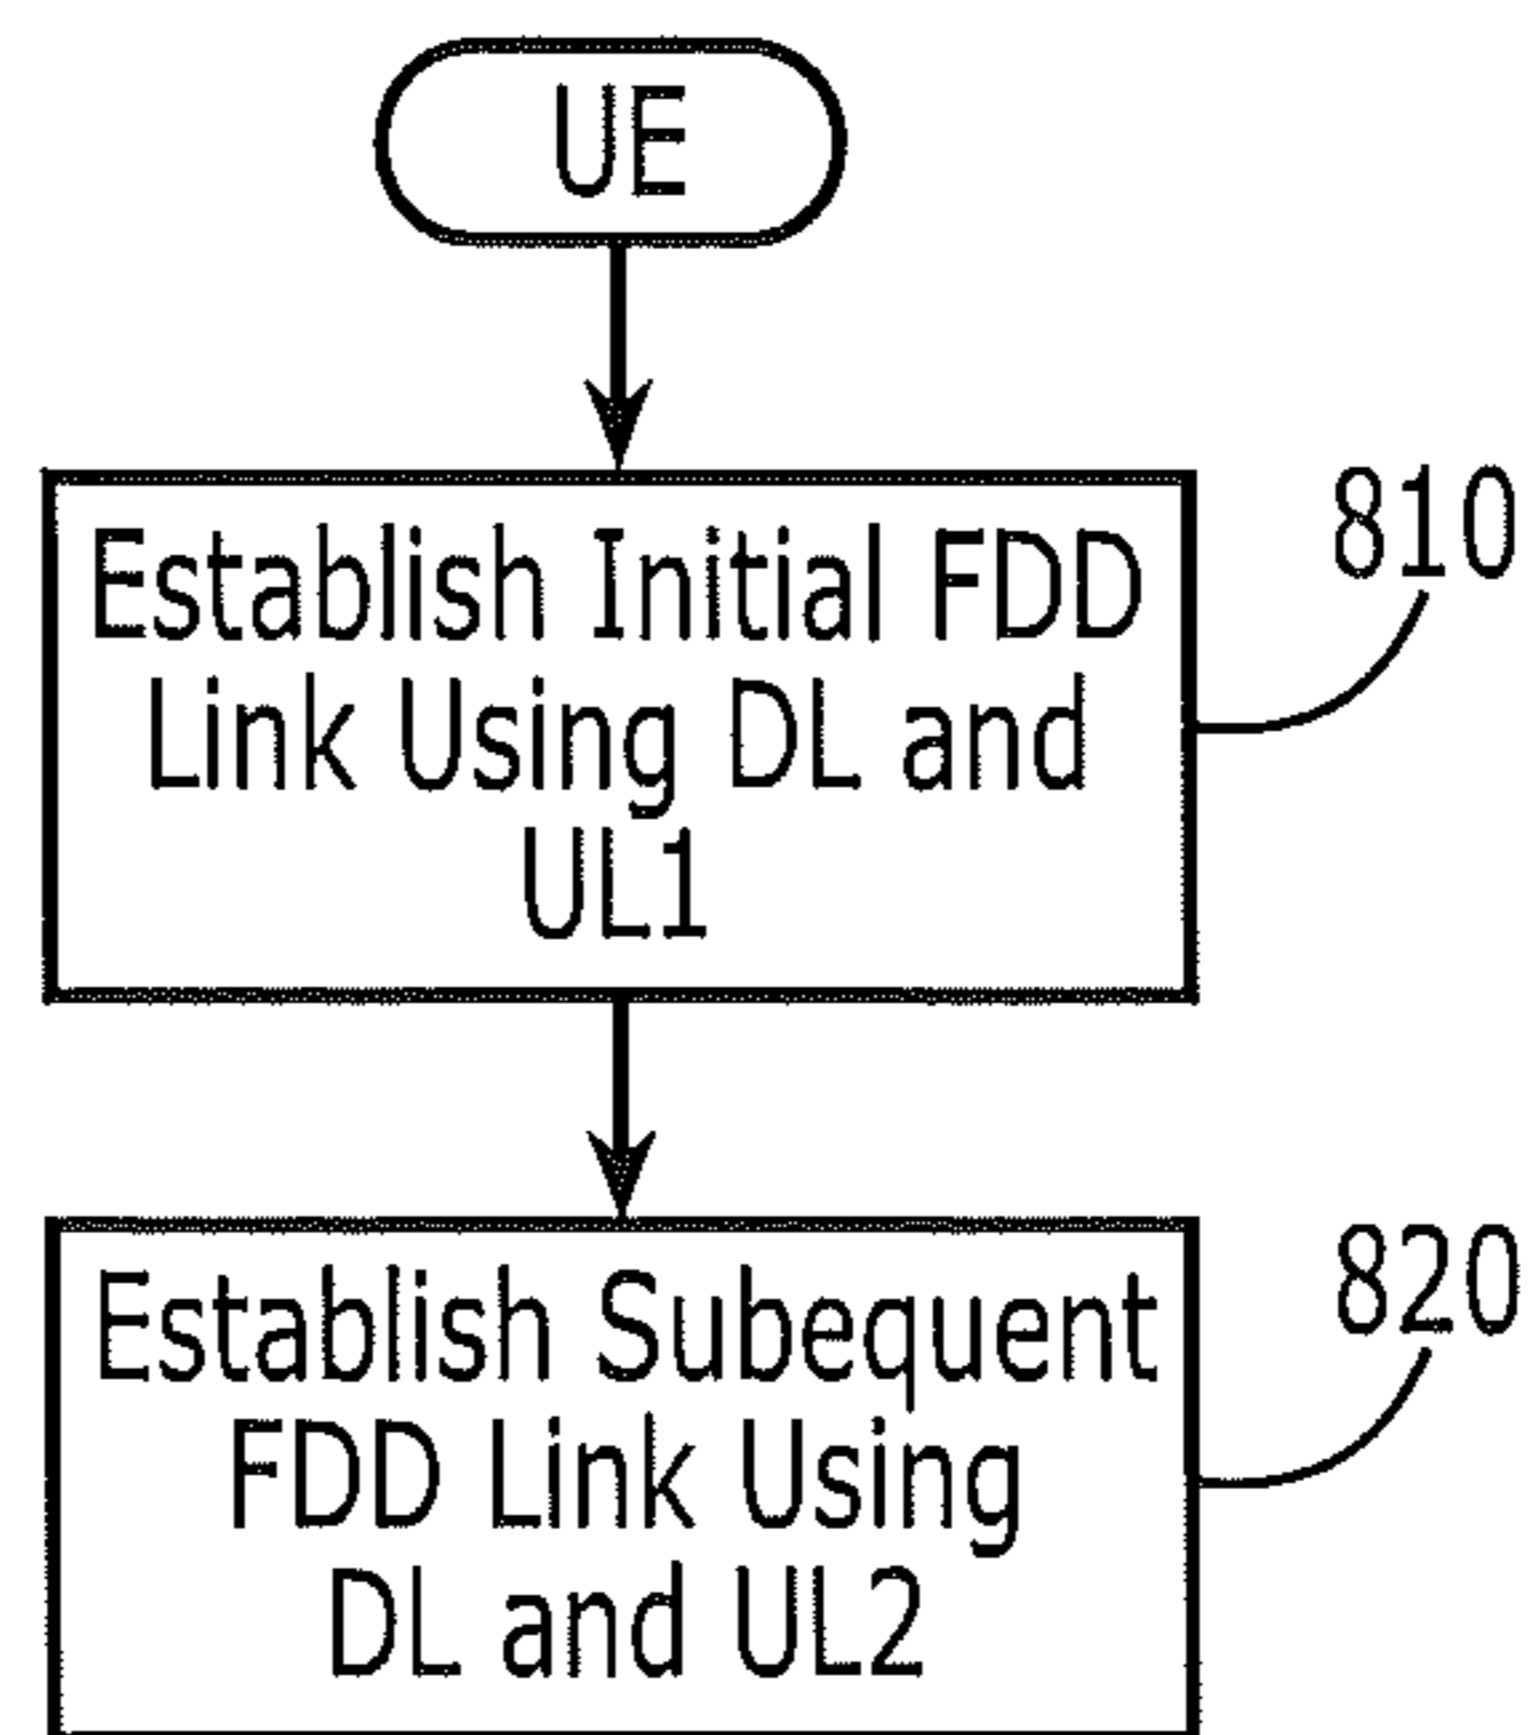 UE
Establish Initial FDD
Link Using DL and
UL1
810
Establish Subequent
FDD Link Using
DL and UL2
820